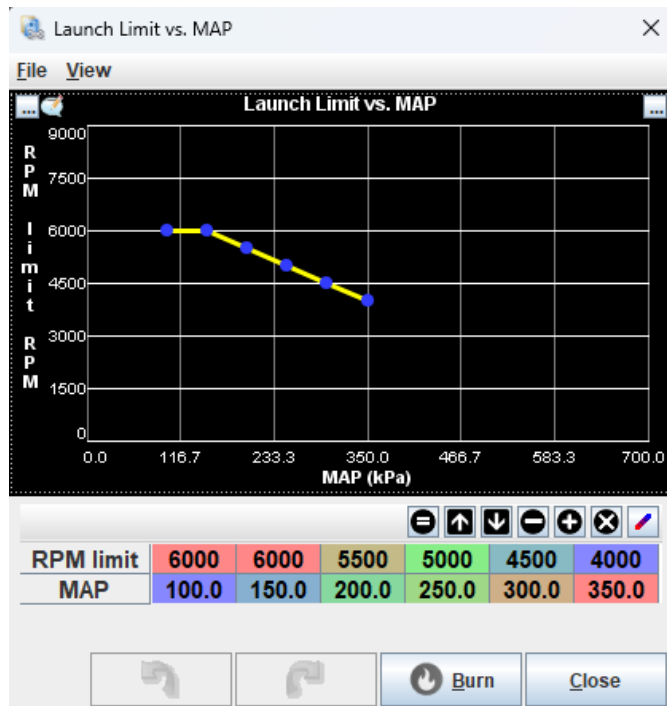 Launch Limit vs. MAP
File View
... Launch Limit vs. MAP ...
RPM limit RPM
9000
7500
6000
4500
3000
1500
0
0.0 116.7 233.3 350.0 466.7 583.3 700.0
MAP (kPa)
RPM limit 6000 6000 5500 5000 4500 4000
MAP 100.0 150.0 200.0 250.0 300.0 350.0
Burn Close